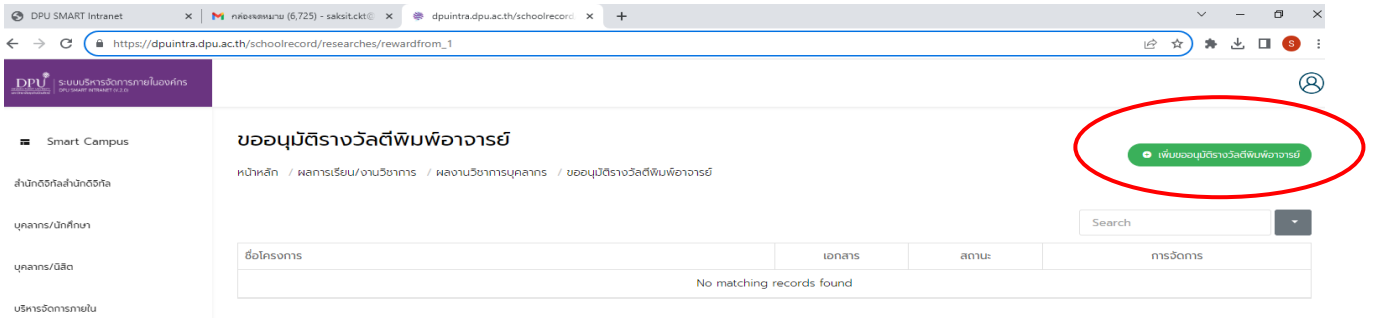 DPU SMART Intranet
กล่องจดหมาย (6,725) - saksit.ckt
dpuintra.dpu.ac.th/schoolrecord
https://dpuintra.dpu.ac.th/schoolrecord/researches/rewardfrom_1
S
DPU ระบบบริหารจัดการภายในองค์กร
DPU SMART INTRANET (V.2.0)
Smart Campus
ขออนุมัติรางวัลตีพิมพ์อาจารย์
เพิ่มขออนุมัติรางวัลตีพิมพ์อาจารย์
หน้าหลัก / ผลการเรียน/งานวิชาการ / ผลงานวิชาการบุคลากร / ขออนุมัติรางวัลตีพิมพ์อาจารย์
สำนักดิจิทัลสำนักดิจิทัล
บุคลากร/นักศึกษา
Search
ชื่อโครงการ เอกสาร สถานะ การจัดการ
บุคลากร/นิสิต
No matching records found
บริหารจัดการภายใน